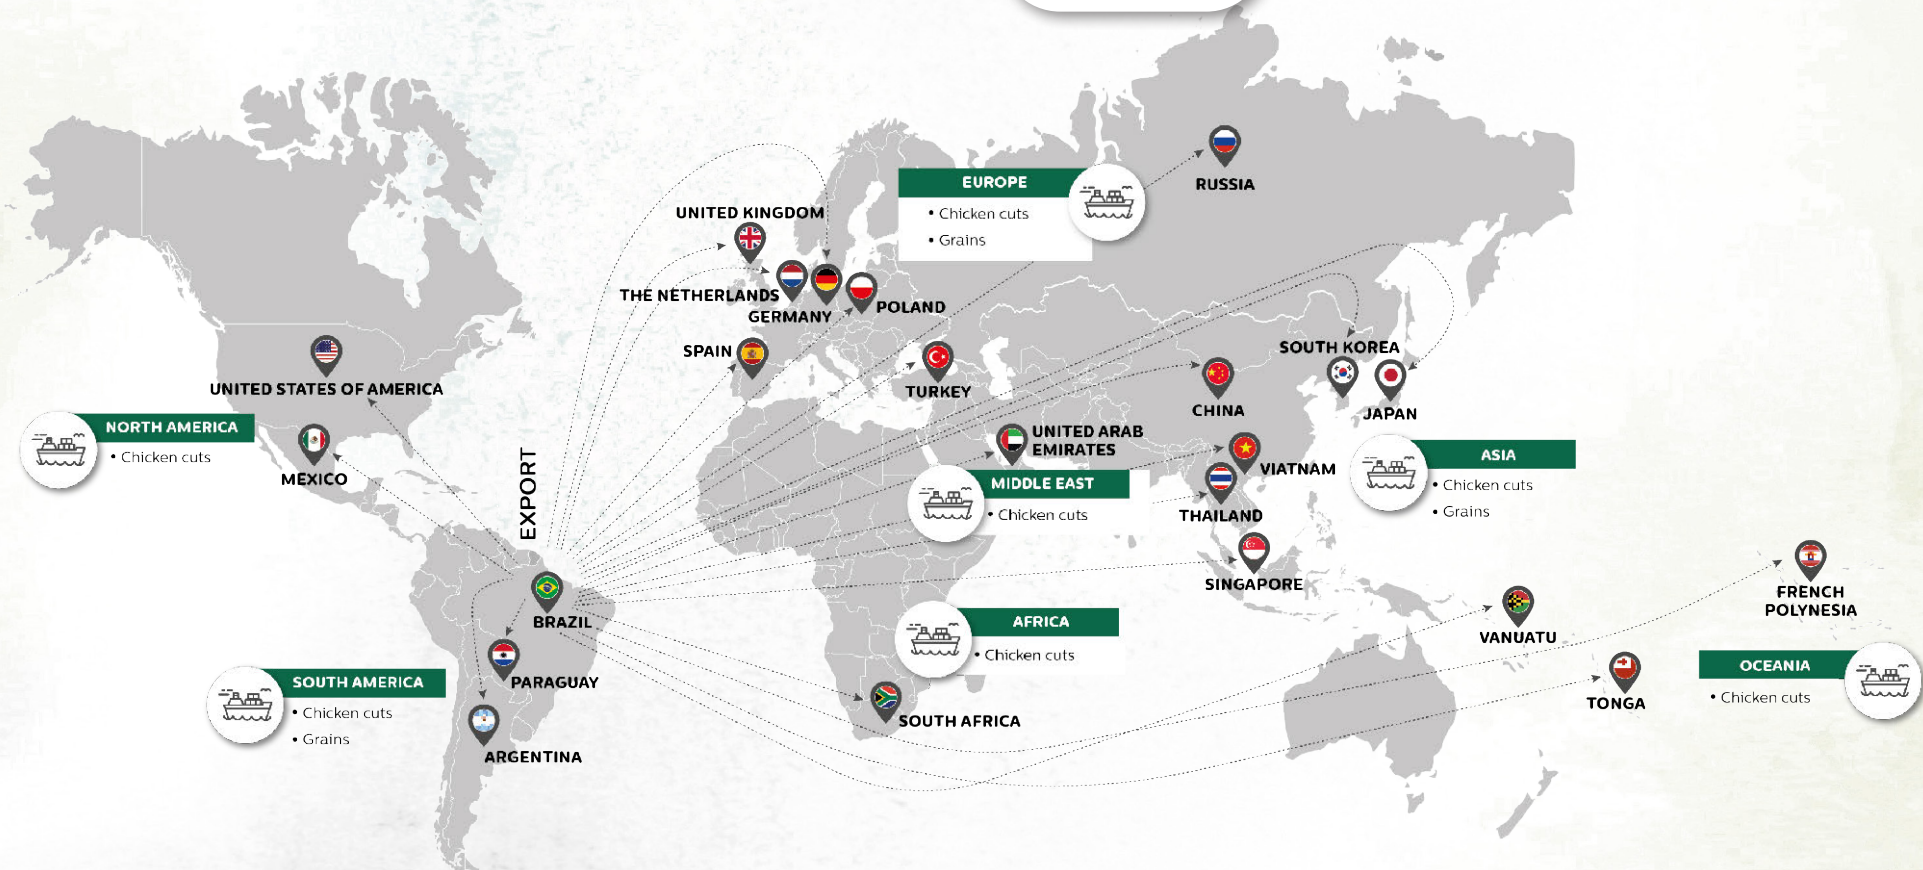 EUROPE
• Chicken cuts
• Grains
RUSSIA
UNITED KINGDOM
THE NETHERLANDS
GERMANY
POLAND
SPAIN
TURKEY
SOUTH KOREA
JAPAN
CHINA
UNITED STATES OF AMERICA
NORTH AMERICA
• Chicken cuts
MEXICO
EXPORT
UNITED ARAB
EMIRATES
MIDDLE EAST
• Chicken cuts
VIATNAM
THAILAND
ASIA
• Chicken cuts
• Grains
SINGAPORE
BRAZIL
AFRICA
• Chicken cuts
FRENCH
POLYNESIA
VANUATU
PARAGUAY
SOUTH AMERICA
• Chicken cuts
• Grains
SOUTH AFRICA
ARGENTINA
TONGA
OCEANIA
• Chicken cuts